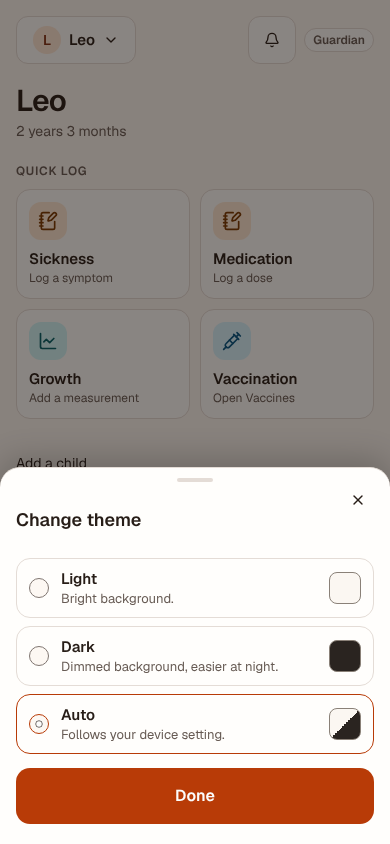 L Leo
Guardian
Leo
2 years 3 months
QUICK LOG
Sickness
Log a symptom
Medication
Log a dose
Growth
Add a measurement
Vaccination
Open Vaccines
Add a child
Change theme
Light
Bright background.
Dark
Dimmed background, easier at night.
Auto
Follows your device setting.
Done